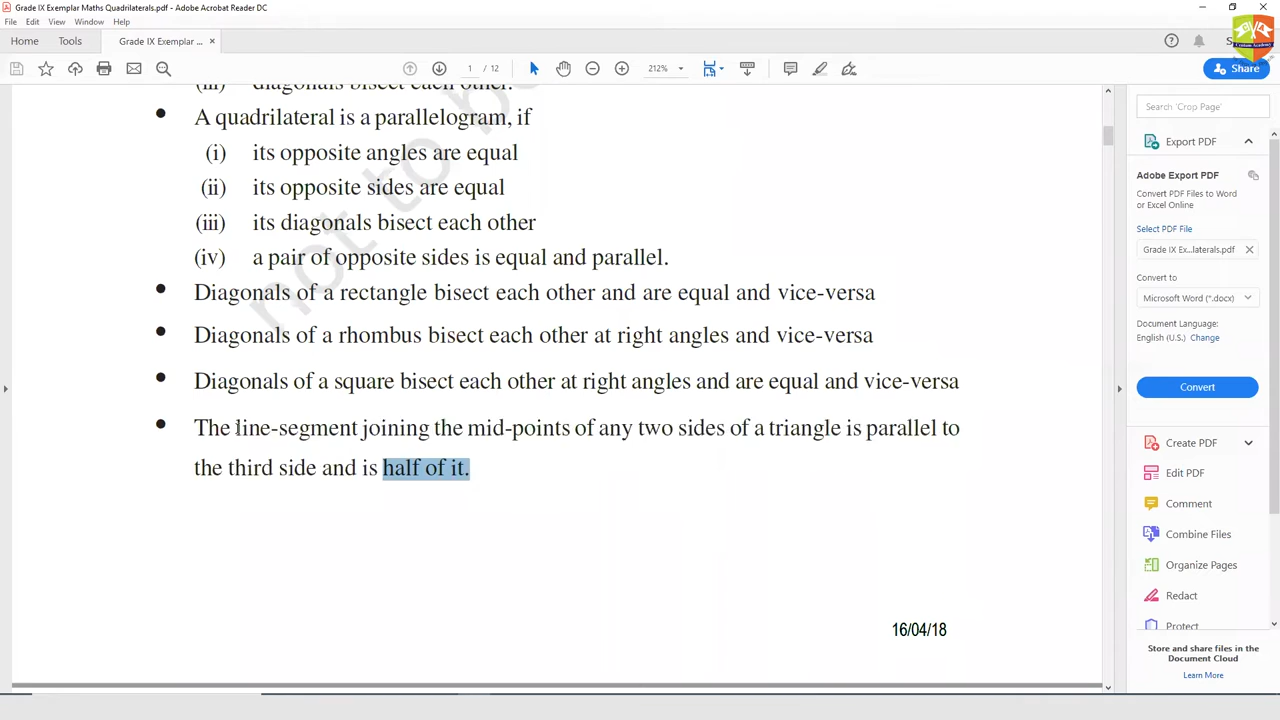 Grade IX Exemplar Maths Quadrilaterals.pdf - Adobe Acrobat Reader DC
File Edit View Window Help
Home Tools Grade IX Exemplar ... ×
1 / 12 212% Share
(iii) diagonals bisect each other.
• A quadrilateral is a parallelogram, if
(i) its opposite angles are equal
(ii) its opposite sides are equal
(iii) its diagonals bisect each other
(iv) a pair of opposite sides is equal and parallel.
• Diagonals of a rectangle bisect each other and are equal and vice-versa
• Diagonals of a rhombus bisect each other at right angles and vice-versa
• Diagonals of a square bisect each other at right angles and are equal and vice-versa
• The line-segment joining the mid-points of any two sides of a triangle is parallel to
the third side and is half of it.
16/04/18
not to b
Search 'Crop Page'
Export PDF
Adobe Export PDF
Convert PDF Files to Word
or Excel Online
Select PDF File
Grade IX Ex...laterals.pdf
Convert to
Microsoft Word (*.docx)
Document Language:
English (U.S.) Change
Convert
Create PDF
Edit PDF
Comment
Combine Files
Organize Pages
Redact
Protect
Store and share files in the
Document Cloud
Learn More